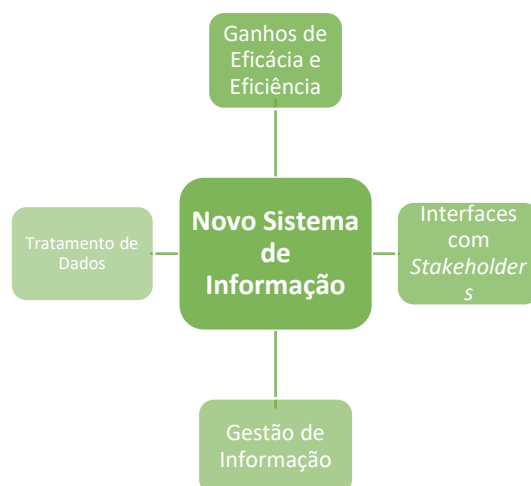 Ganhos de
Eficácia e
Eficiência
Novo Sistema
de
Informação
Tratamento de
Dados
Interfaces
com
Stakeholder
s
Gestão de
Informação